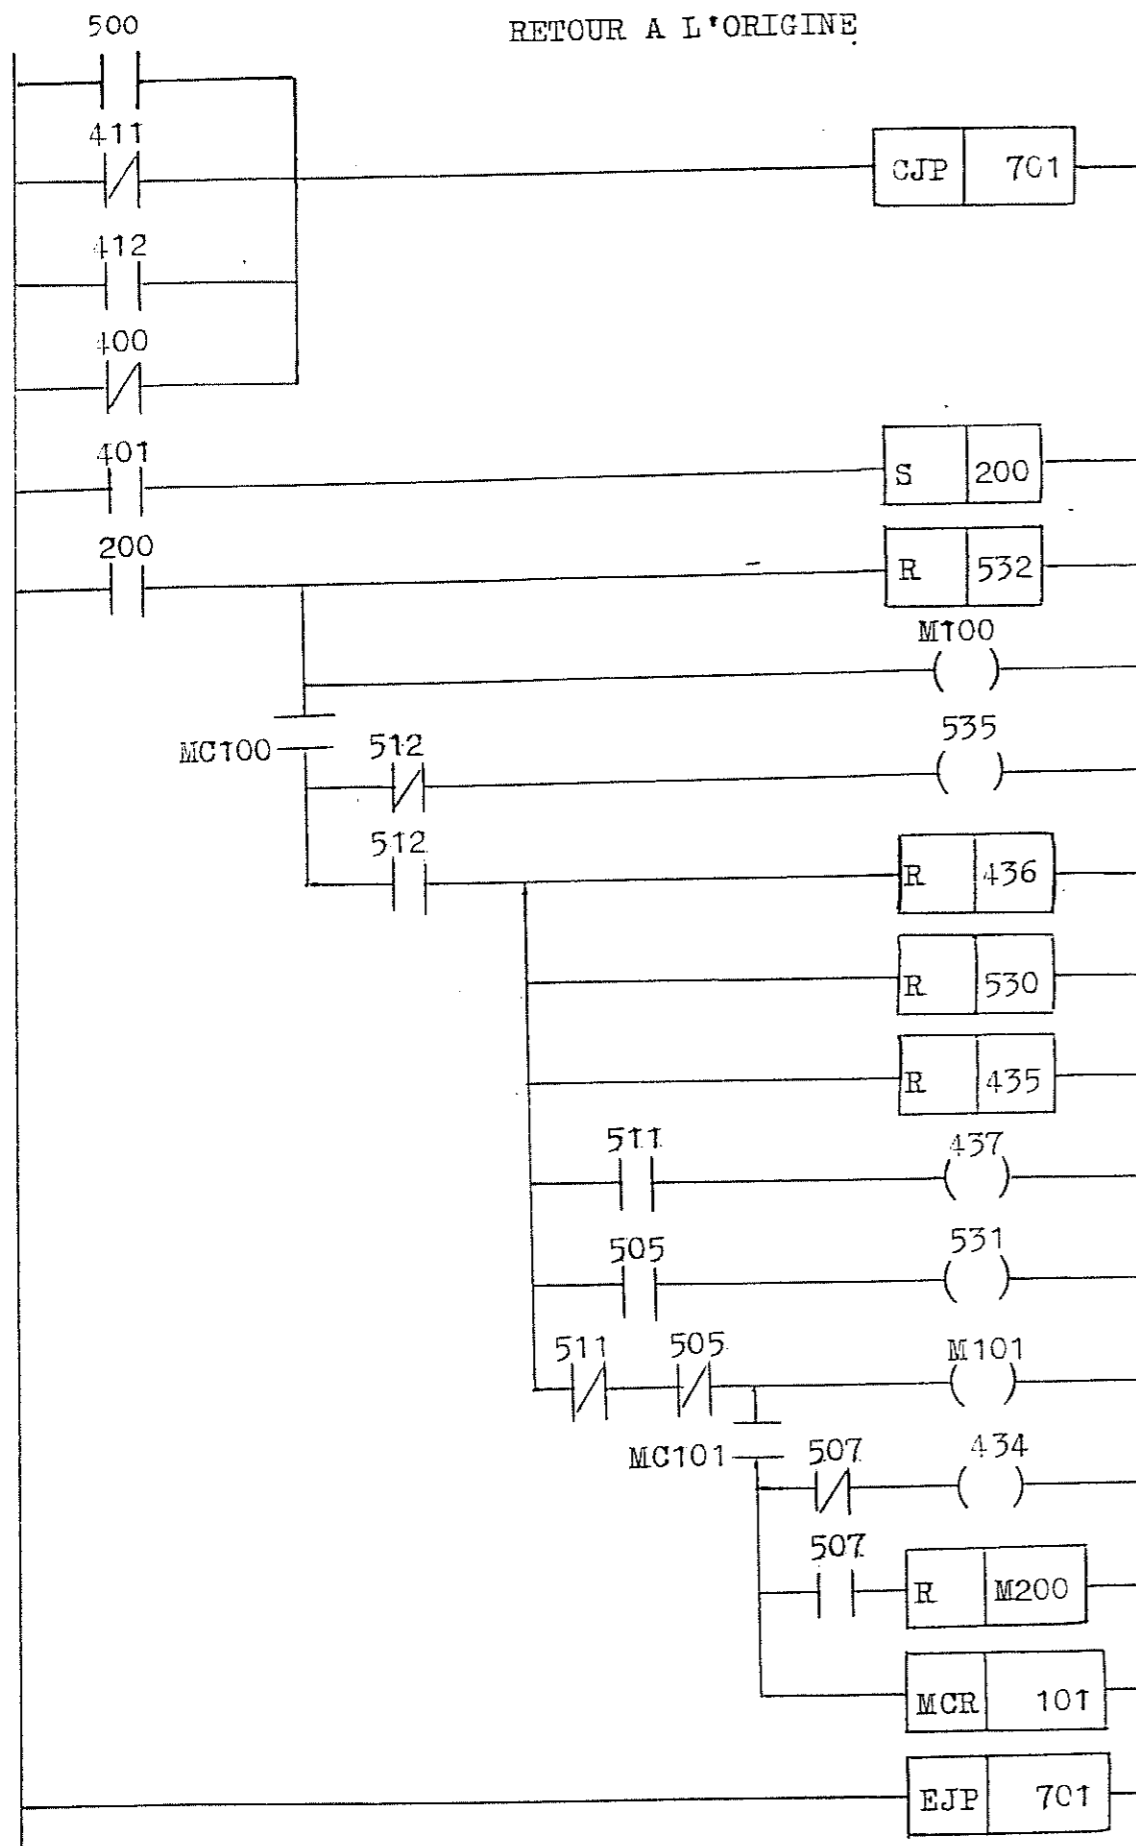 RETOUR A L'ORIGINE
500
411
CJP 701
412
400
401
S 200
200
R 532
M100
MC100
512
535
512
R 436
R 530
R 435
511
437
505
531
511 505
M101
MC101
507
434
507
R M200
MCR 101
EJP 701